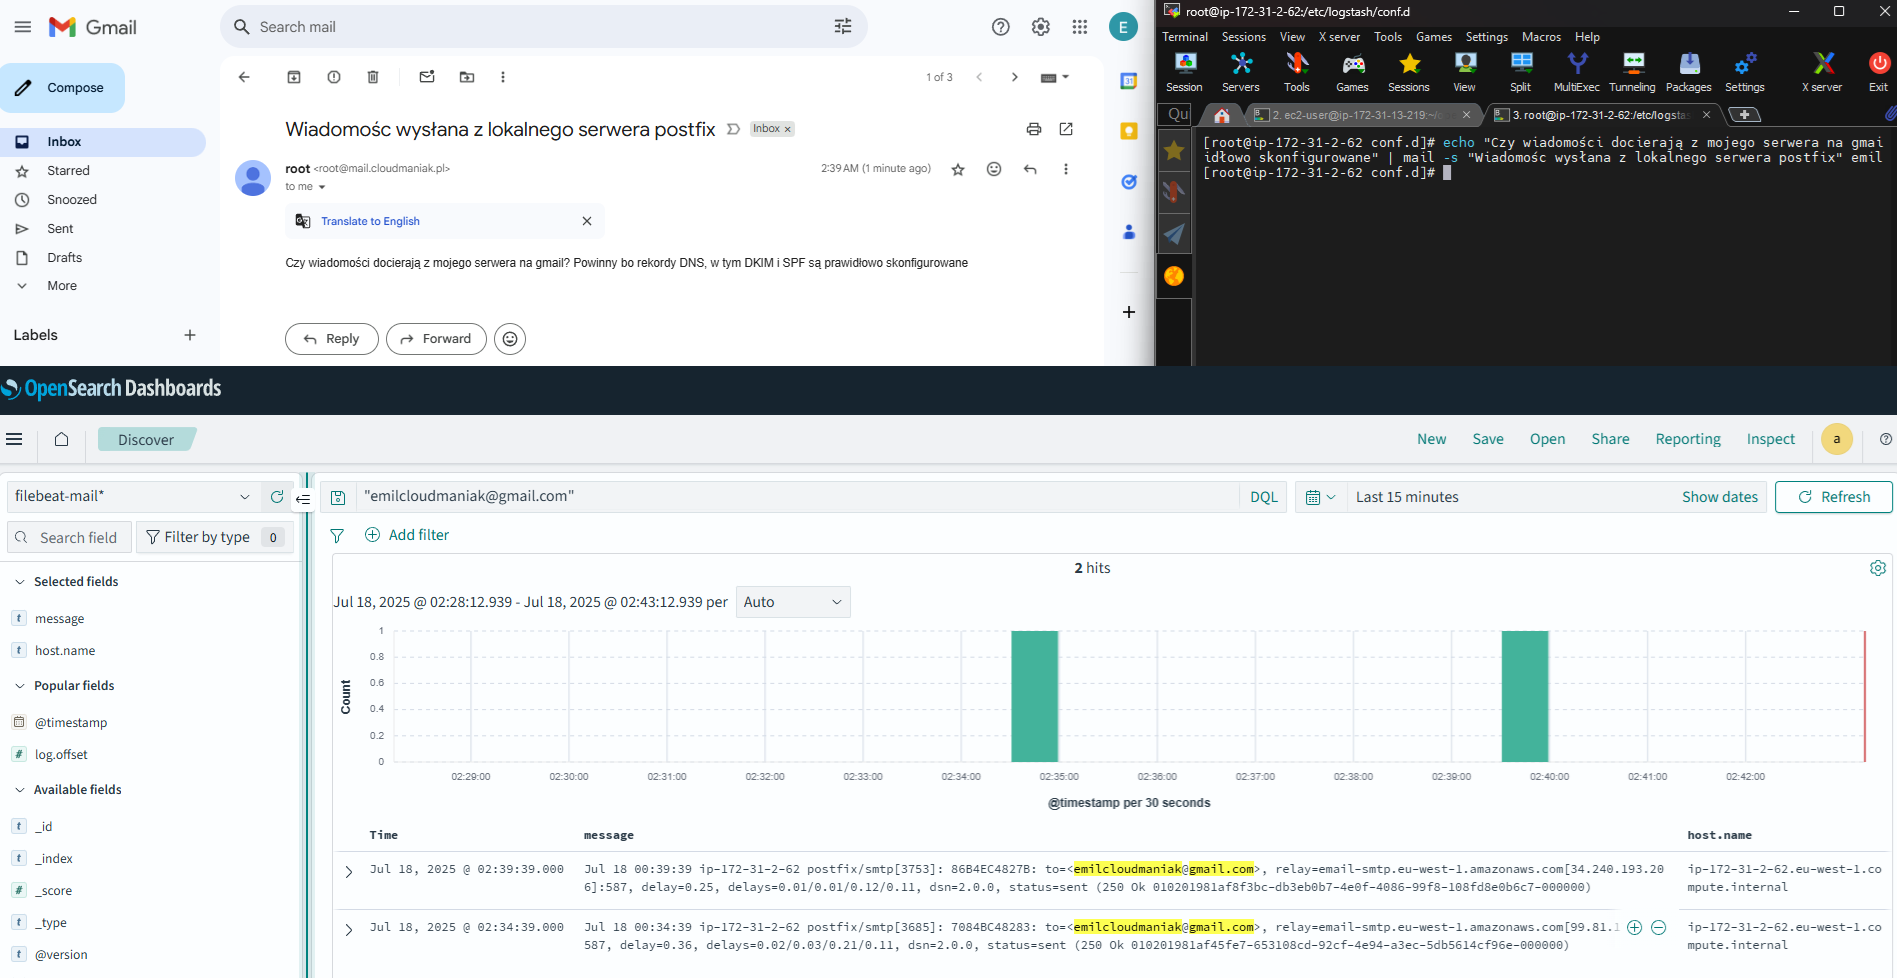 Gmail
Search mail
E
Compose
1 of 3
Inbox
Starred
Snoozed
Sent
Drafts
More
Labels
Wiadomośc wysłana z lokalnego serwera postfix
Inbox ×
root <root@mail.cloudmaniak.pl>
2:39 AM (1 minute ago)
to me
Translate to English
Czy wiadomości docierają z mojego serwera na gmail? Powinny bo rekordy DNS, w tym DKIM i SPF są prawidłowo skonfigurowane
Reply
Forward
31
root@ip-172-31-2-62:/etc/logstash/conf.d
Terminal Sessions View X server Tools Games Settings Macros Help
Session Servers Tools Games Sessions View Split MultiExec Tunneling Packages Settings X server Exit
Qu
2. ec2-user@ip-172-31-13-219:~/
3. root@ip-172-31-2-62:/etc/logsta
[root@ip-172-31-2-62 conf.d]# echo "Czy wiadomości docierają z mojego serwera na gmai
idłowo skonfigurowane" | mail -s "Wiadomośc wysłana z lokalnego serwera postfix" emil
[root@ip-172-31-2-62 conf.d]#
OpenSearch Dashboards
Discover
New Save Open Share Reporting Inspect
a
filebeat-mail*
"emilcloudmaniak@gmail.com"
DQL
Last 15 minutes
Show dates
Refresh
Search field
Filter by type 0
Add filter
Selected fields
t message
t host.name
Popular fields
@timestamp
# log.offset
Available fields
t _id
t _index
# _score
t _type
t @version
2 hits
Jul 18, 2025 @ 02:28:12.939 - Jul 18, 2025 @ 02:43:12.939 per Auto
Count
1
0.8
0.6
0.4
0.2
0
02:29:00 02:30:00 02:31:00 02:32:00 02:33:00 02:34:00 02:35:00 02:36:00 02:37:00 02:38:00 02:39:00 02:40:00 02:41:00 02:42:00
@timestamp per 30 seconds
Time message host.name
Jul 18, 2025 @ 02:39:39.000
Jul 18 00:39:39 ip-172-31-2-62 postfix/smtp[3753]: 86B4EC4827B: to=<emilcloudmaniak@gmail.com>, relay=email-smtp.eu-west-1.amazonaws.com[34.240.193.20
6]:587, delay=0.25, delays=0.01/0.01/0.12/0.11, dsn=2.0.0, status=sent (250 Ok 010201981af8f3bc-db3eb0b7-4e0f-4086-99f8-108fd8e0b6c7-000000)
ip-172-31-2-62.eu-west-1.co
mpute.internal
Jul 18, 2025 @ 02:34:39.000
Jul 18 00:34:39 ip-172-31-2-62 postfix/smtp[3685]: 7084BC48283: to=<emilcloudmaniak@gmail.com>, relay=email-smtp.eu-west-1.amazonaws.com[99.81.1
587, delay=0.36, delays=0.02/0.03/0.21/0.11, dsn=2.0.0, status=sent (250 Ok 010201981af45fe7-653108cd-92cf-4e94-a3ec-5db5614cf96e-000000)
ip-172-31-2-62.eu-west-1.co
mpute.internal